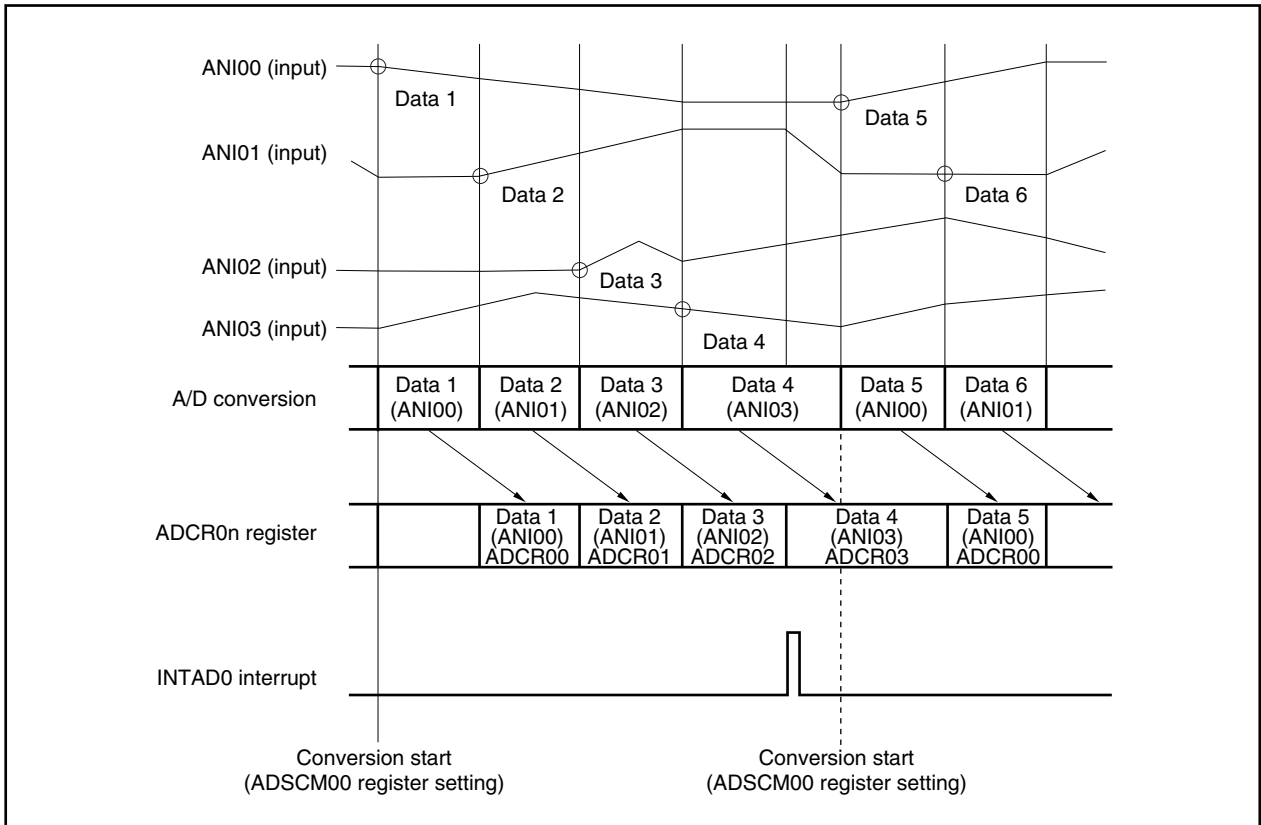 ANI00 (input)
Data 1
Data 5
ANI01 (input)
Data 2
Data 6
ANI02 (input)
Data 3
ANI03 (input)
Data 4
A/D conversion
Data 1
(ANI00)
Data 2
(ANI01)
Data 3
(ANI02)
Data 4
(ANI03)
Data 5
(ANI00)
Data 6
(ANI01)
ADCR0n register
Data 1
(ANI00)
ADCR00
Data 2
(ANI01)
ADCR01
Data 3
(ANI02)
ADCR02
Data 4
(ANI03)
ADCR03
Data 5
(ANI00)
ADCR00
INTAD0 interrupt
Conversion start
(ADSCM00 register setting)
Conversion start
(ADSCM00 register setting)